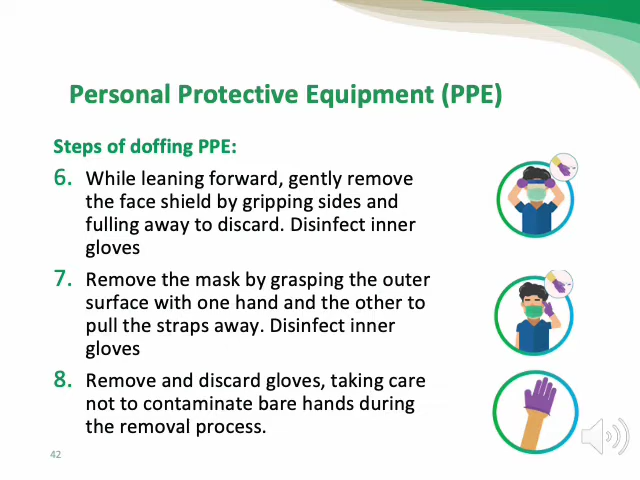 Personal Protective Equipment (PPE)
Steps of doffing PPE:
6. While leaning forward, gently remove
the face shield by gripping sides and
fulling away to discard. Disinfect inner
gloves
7. Remove the mask by grasping the outer
surface with one hand and the other to
pull the straps away. Disinfect inner
gloves
8. Remove and discard gloves, taking care
not to contaminate bare hands during
the removal process.
42